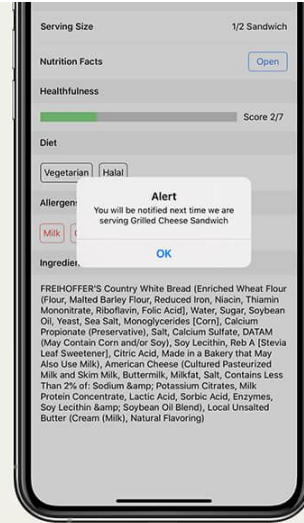 Serving Size 1/2 Sandwich
Nutrition Facts Open
Healthfulness
Score 2/7
Diet
Vegetarian Halal
Alert
Allergens
You will be notified next time we are
serving Grilled Cheese Sandwich
Milk
OK
FREIHOFFER'S Country White Bread (Enriched Wheat Flour
(Flour, Malted Barley Flour, Reduced Iron, Niacin, Thiamin
Mononitrate, Riboflavin, Folic Acid], Water, Sugar, Soybean
Oil, Yeast, Sea Salt, Monoglycerides [Corn], Calcium
Propionate (Preservative), Salt, Calcium Sulfate, DATAM
(May Contain Corn and/or Soy), Soy Lecithin, Reb A [Stevia
Leaf Sweetener], Citric Acid, Made in a Bakery that May
Also Use Milk), American Cheese (Cultured Pasteurized
Milk and Skim Milk, Buttermilk, Milkfat, Salt, Contains Less
Than 2% of: Sodium &amp; Potassium Citrates, Milk
Protein Concentrate, Lactic Acid, Sorbic Acid, Enzymes,
Soy Lecithin &amp; Soybean Oil Blend), Local Unsalted
Butter (Cream (Milk), Natural Flavoring)